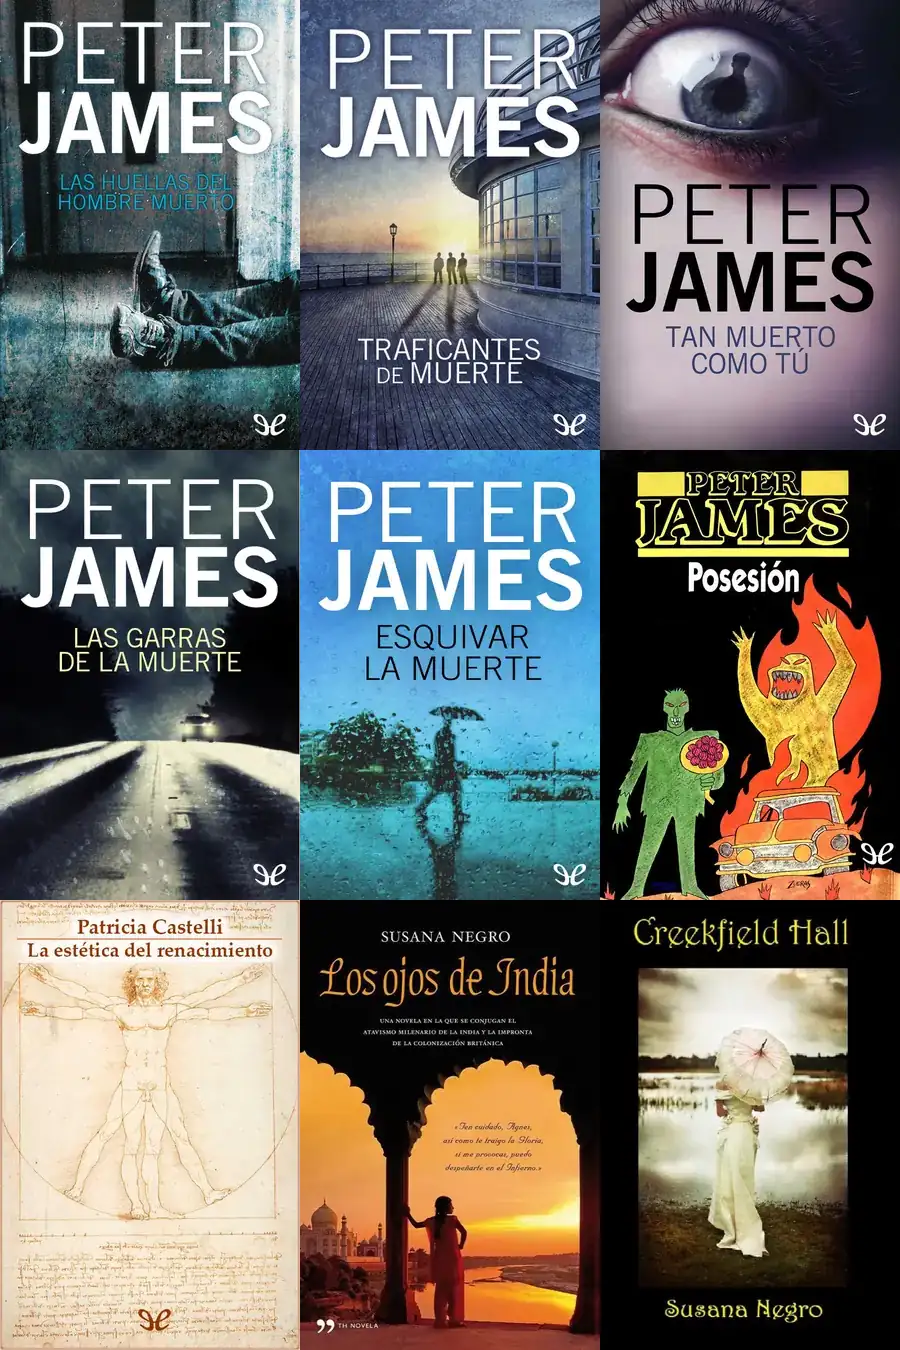 PETER
JAMES
LAS HUELLAS DEL
HOMBRE MUERTO
PETER
JAMES
TRAFICANTES
DE MUERTE
PETER
JAMES
TAN MUERTO
COMO TÚ
PETER
JAMES
LAS GARRAS
DE LA MUERTE
PETER
JAMES
ESQUIVAR
LA MUERTE
PETER
JAMES
Posesión
Patricia Castelli
La estética del renacimiento
SUSANA NEGRO
Los ojos de India
UNA NOVELA EN LA QUE SE CONJUGAN EL
ATAVISMO MILENARIO DE LA INDIA Y LA IMPRONTA
DE LA COLONIZACIÓN BRITÁNICA
«Ten cuidado, Agnes,
así como te traigo la Gloria,
si me provocas, puedo
despeñarte en el Infierno.»
TH NOVELA
Creekfield Hall
Susana Negro